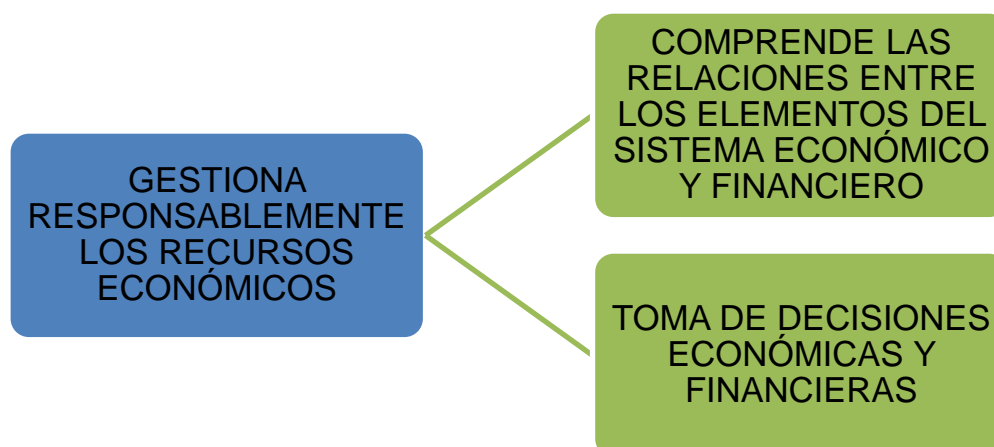 GESTIONA
RESPONSABLEMENTE
LOS RECURSOS
ECONÓMICOS
COMPRENDE LAS
RELACIONES ENTRE
LOS ELEMENTOS DEL
SISTEMA ECONÓMICO
Y FINANCIERO
TOMA DE DECISIONES
ECONÓMICAS Y
FINANCIERAS